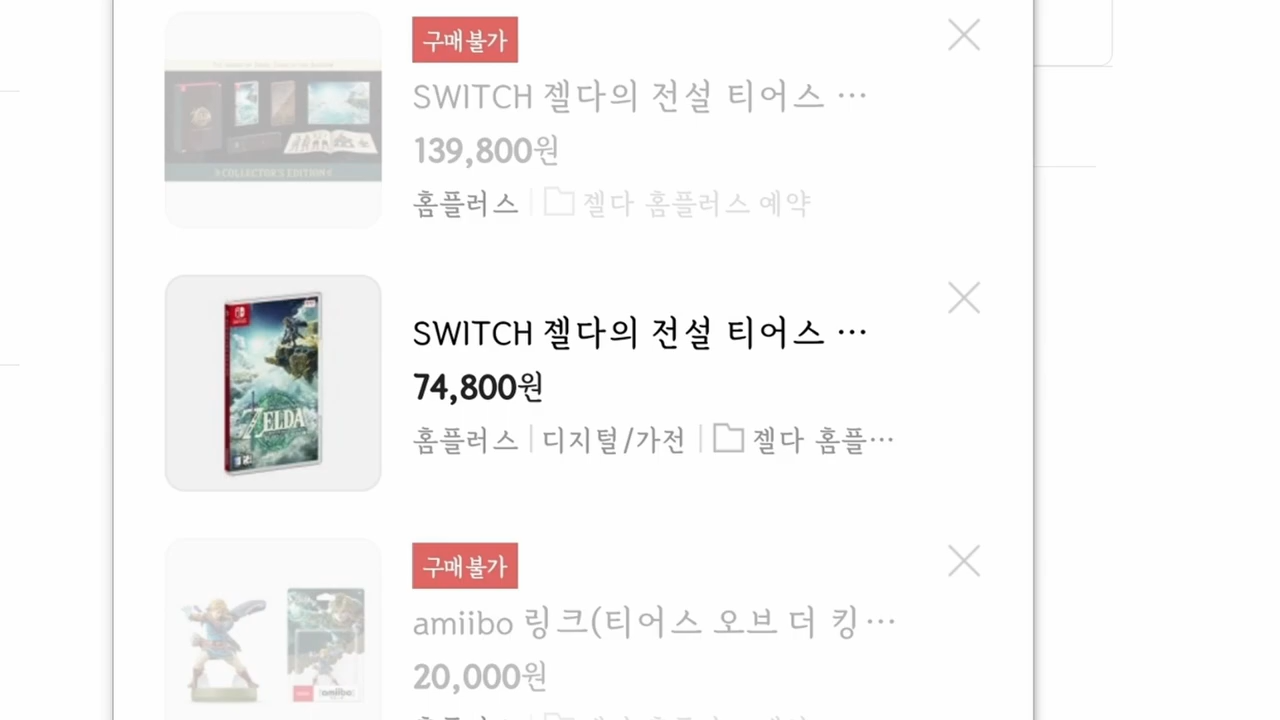 구매불가
SWITCH 젤다의 전설 티어스 …
139,800원
홈플러스 젤다 홈플러스 예약
COLLECTOR'S EDITION
SWITCH 젤다의 전설 티어스 …
74,800원
홈플러스 디지털/가전 젤다 홈플…
ZELDA
구매불가
amiibo 링크(티어스 오브 더 킹…
20,000원
amiibo